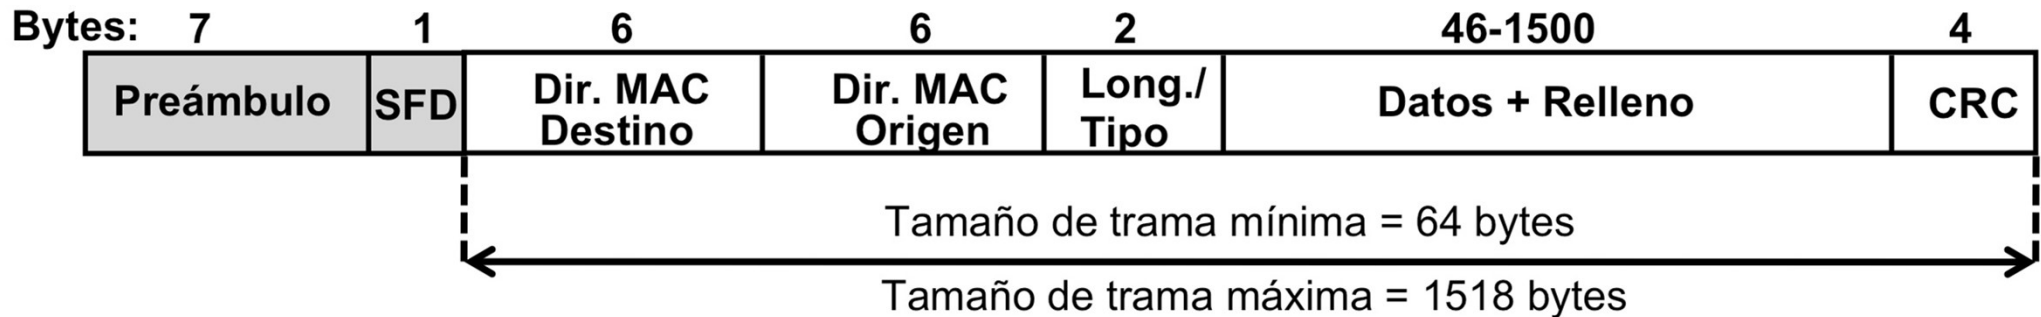 Bytes: 7 1 6 6 2 46-1500 4
Preámbulo SFD Dir. MAC Destino Dir. MAC Origen Long./ Tipo Datos + Relleno CRC
Tamaño de trama mínima = 64 bytes
Tamaño de trama máxima = 1518 bytes